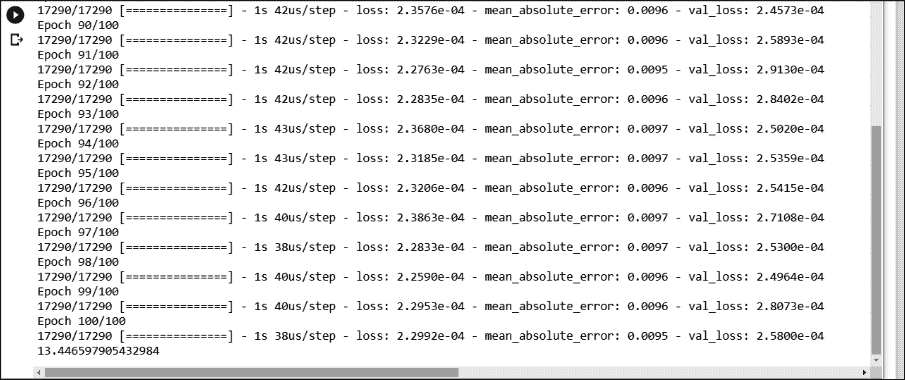 17290/17290 [===============] - 1s 42us/step - loss: 2.3576e-04 - mean_absolute_error: 0.0096 - val_loss: 2.4573e-04
Epoch 90/100
17290/17290 [===============] - 1s 42us/step - loss: 2.3229e-04 - mean_absolute_error: 0.0096 - val_loss: 2.5893e-04
Epoch 91/100
17290/17290 [===============] - 1s 42us/step - loss: 2.2763e-04 - mean_absolute_error: 0.0095 - val_loss: 2.9130e-04
Epoch 92/100
17290/17290 [===============] - 1s 42us/step - loss: 2.2835e-04 - mean_absolute_error: 0.0096 - val_loss: 2.8402e-04
Epoch 93/100
17290/17290 [===============] - 1s 43us/step - loss: 2.3680e-04 - mean_absolute_error: 0.0097 - val_loss: 2.5020e-04
Epoch 94/100
17290/17290 [===============] - 1s 43us/step - loss: 2.3185e-04 - mean_absolute_error: 0.0097 - val_loss: 2.5359e-04
Epoch 95/100
17290/17290 [===============] - 1s 42us/step - loss: 2.3206e-04 - mean_absolute_error: 0.0096 - val_loss: 2.5415e-04
Epoch 96/100
17290/17290 [===============] - 1s 40us/step - loss: 2.3863e-04 - mean_absolute_error: 0.0097 - val_loss: 2.7108e-04
Epoch 97/100
17290/17290 [===============] - 1s 38us/step - loss: 2.2833e-04 - mean_absolute_error: 0.0097 - val_loss: 2.5300e-04
Epoch 98/100
17290/17290 [===============] - 1s 40us/step - loss: 2.2590e-04 - mean_absolute_error: 0.0096 - val_loss: 2.4964e-04
Epoch 99/100
17290/17290 [===============] - 1s 40us/step - loss: 2.2953e-04 - mean_absolute_error: 0.0096 - val_loss: 2.8073e-04
Epoch 100/100
17290/17290 [===============] - 1s 38us/step - loss: 2.2992e-04 - mean_absolute_error: 0.0095 - val_loss: 2.5800e-04
13.446597905432984